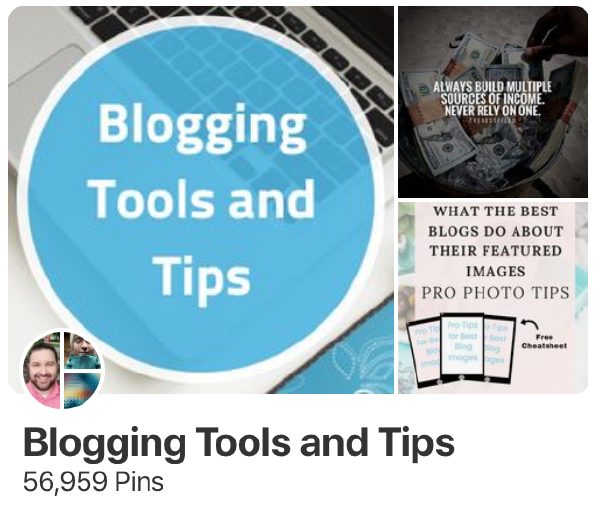 Blogging
Tools and
Tips
ALWAYS BUILD MULTIPLE
SOURCES OF INCOME.
NEVER RELY ON ONE.
WHAT THE BEST
BLOGS DO ABOUT
THEIR FEATURED
IMAGES
PRO PHOTO TIPS
Pro Tips
for Best
Blog
Images
Free
Cheatsheet
Blogging Tools and Tips
56,959 Pins